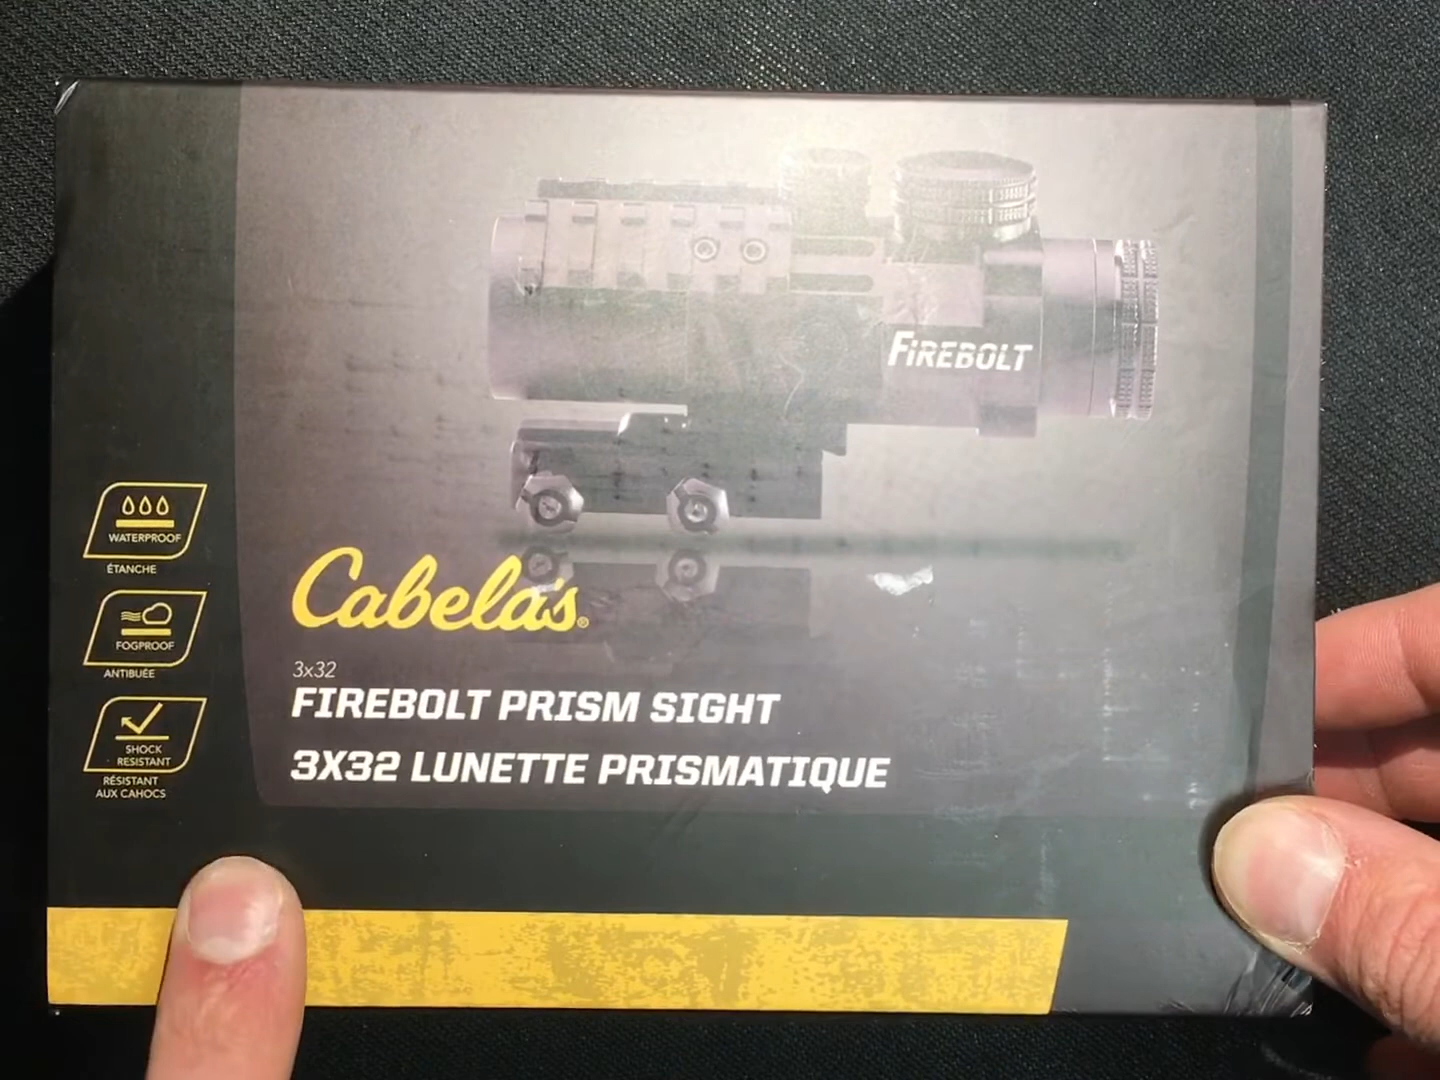 FIREBOLT
WATERPROOF
ÉTANCHE
FOGPROOF
ANTIBUÉE
SHOCK
RESISTANT
RÉSISTANT
AUX CAHOCS
Cabela's®
3x32
FIREBOLT PRISM SIGHT
3X32 LUNETTE PRISMATIQUE